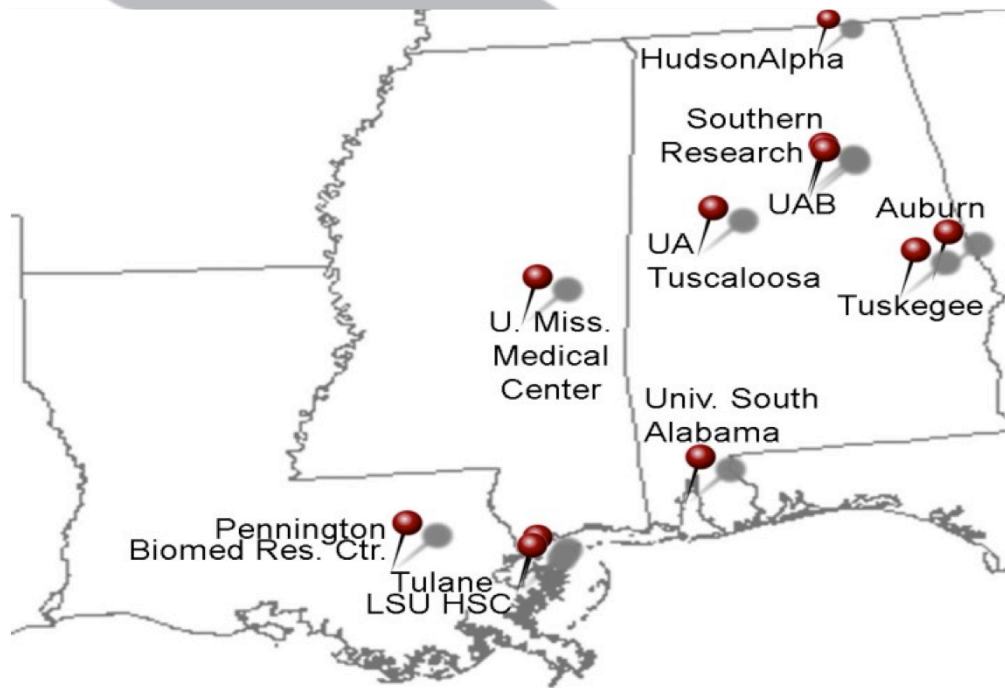 HudsonAlpha
Southern
Research
UAB
Auburn
UA
Tuscaloosa
Tuskegee
U. Miss.
Medical
Center
Univ. South
Alabama
Pennington
Biomed Res. Ctr.
Tulane
LSU HSC